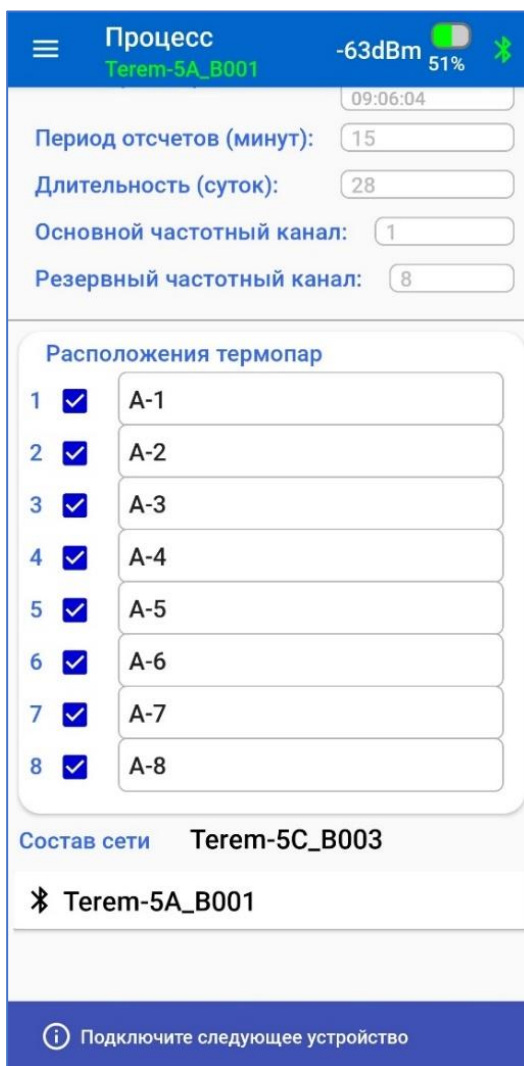 Процесс
Terem-5A_B001
-63dBm
51%
09:06:04
Период отсчетов (минут): 15
Длительность (суток): 28
Основной частотный канал: 1
Резервный частотный канал: 8
Расположения термопар
1 A-1
2 A-2
3 A-3
4 A-4
5 A-5
6 A-6
7 A-7
8 A-8
Состав сети Terem-5C_B003
Terem-5A_B001
Подключите следующее устройство